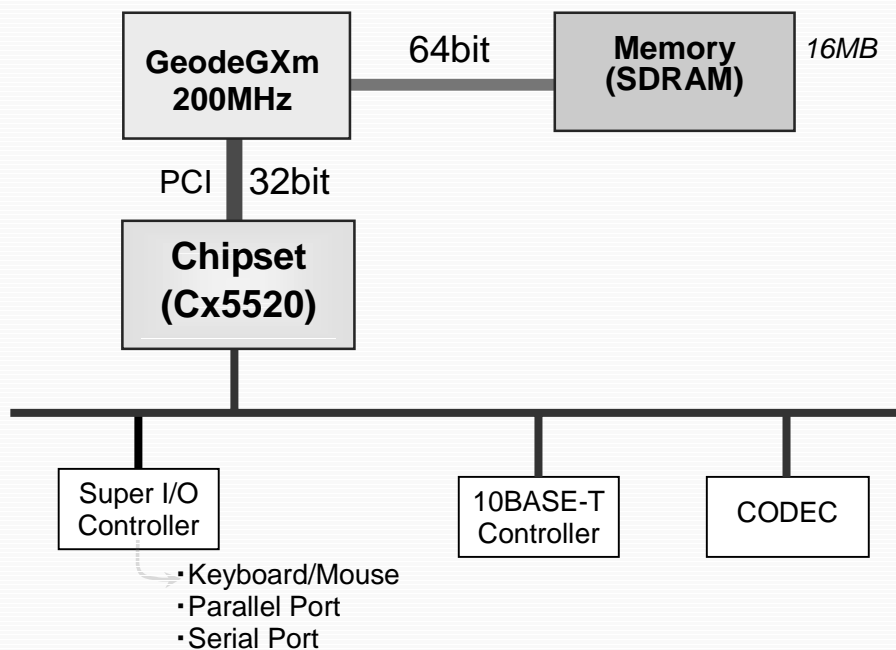 GeodeGXm
200MHz
64bit
Memory
(SDRAM)
16MB
PCI
32bit
Chipset
(Cx5520)
Super I/O
Controller
10BASE-T
Controller
CODEC
・Keyboard/Mouse
・Parallel Port
・Serial Port